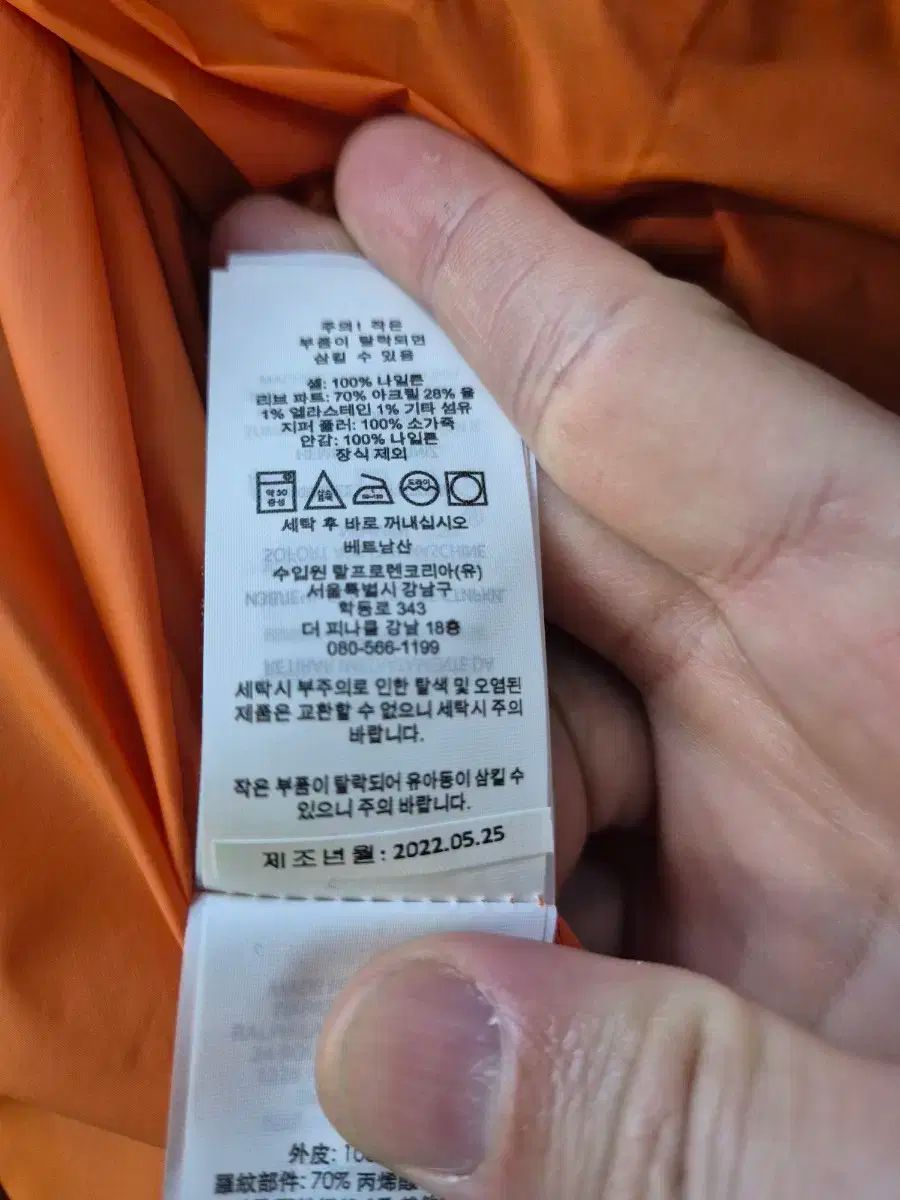 주의! 작은
부품이 탈락되면
삼킬 수 있음
셸: 100% 나일론
리브 파트: 70% 아크릴 28% 울
1% 엘라스테인 1% 기타 섬유
지퍼 풀러: 100% 소가죽
안감: 100% 나일론
장식 제외
약 30
중성
드라이
세탁 후 바로 꺼내십시오
베트남산
수입원 랄프로렌코리아(유)
서울특별시 강남구
학동로 343
더 피나클 강남 18층
080-566-1199
세탁시 부주의로 인한 탈색 및 오염된
제품은 교환할 수 없으니 세탁시 주의
바랍니다.
작은 부품이 탈락되어 유아동이 삼킬 수
있으니 주의 바랍니다.
제조년월: 2022.05.25
外皮:
羅紋部件: 70% 丙烯酸